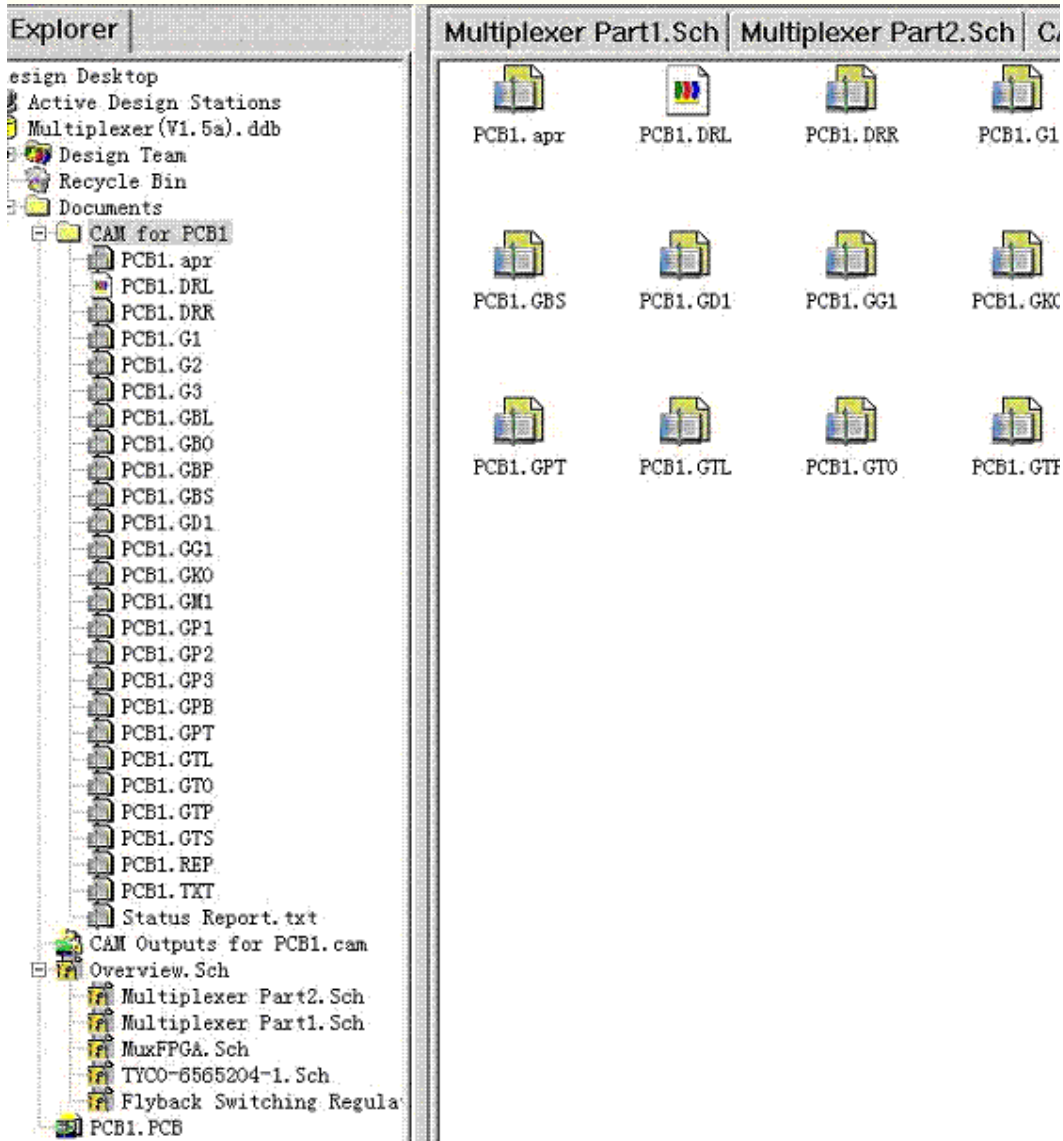 Explorer
esign Desktop
Active Design Stations
Multiplexer(V1.5a).ddb
Design Team
Recycle Bin
Documents
CAM for PCB1
PCB1.apr
PCB1.DRL
PCB1.DRR
PCB1.G1
PCB1.G2
PCB1.G3
PCB1.GBL
PCB1.GBO
PCB1.GBP
PCB1.GBS
PCB1.GD1
PCB1.GG1
PCB1.GKO
PCB1.GM1
PCB1.GP1
PCB1.GP2
PCB1.GP3
PCB1.GPB
PCB1.GPT
PCB1.GTL
PCB1.GTO
PCB1.GTP
PCB1.GTS
PCB1.REP
PCB1.TXT
Status Report.txt
CAM Outputs for PCB1.cam
Overview.Sch
Multiplexer Part2.Sch
Multiplexer Part1.Sch
MuxFPGA.Sch
TYCO-6565204-1.Sch
Flyback Switching Regula
PCB1.PCB
Multiplexer Part1.Sch Multiplexer Part2.Sch CA
PCB1.apr PCB1.DRL PCB1.DRR PCB1.G1
PCB1.GBS PCB1.GD1 PCB1.GG1 PCB1.GKO
PCB1.GPT PCB1.GTL PCB1.GTO PCB1.GTP